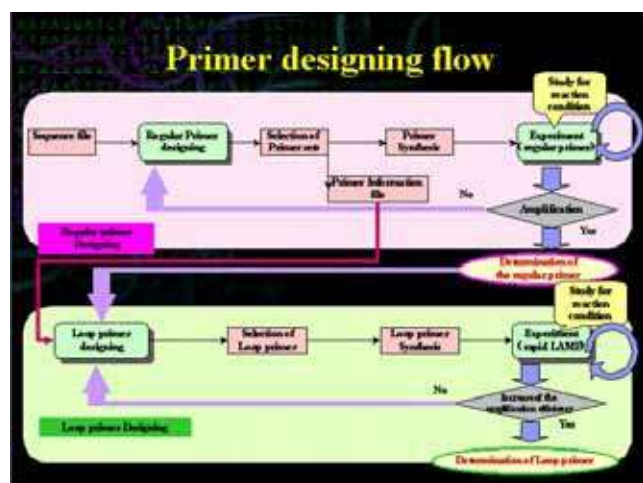 Primer designing flow
Study for
reaction
condition
Sequence file
Regular Primer
designing
Selection of
Primer sets
Primer
Synthesis
Experiment
(regular primer)
Primer Information
file
No
Amplification
Yes
Regular primer
Designing
Determination of
the regular primer
Study for
reaction
condition
Loop primer
designing
Selection of
Loop primer
Loop primer
Synthesis
Experiment
(rapid LAMP)
No
Increase of the
amplification efficiency
Yes
Loop primer Designing
Determination of Loop primer